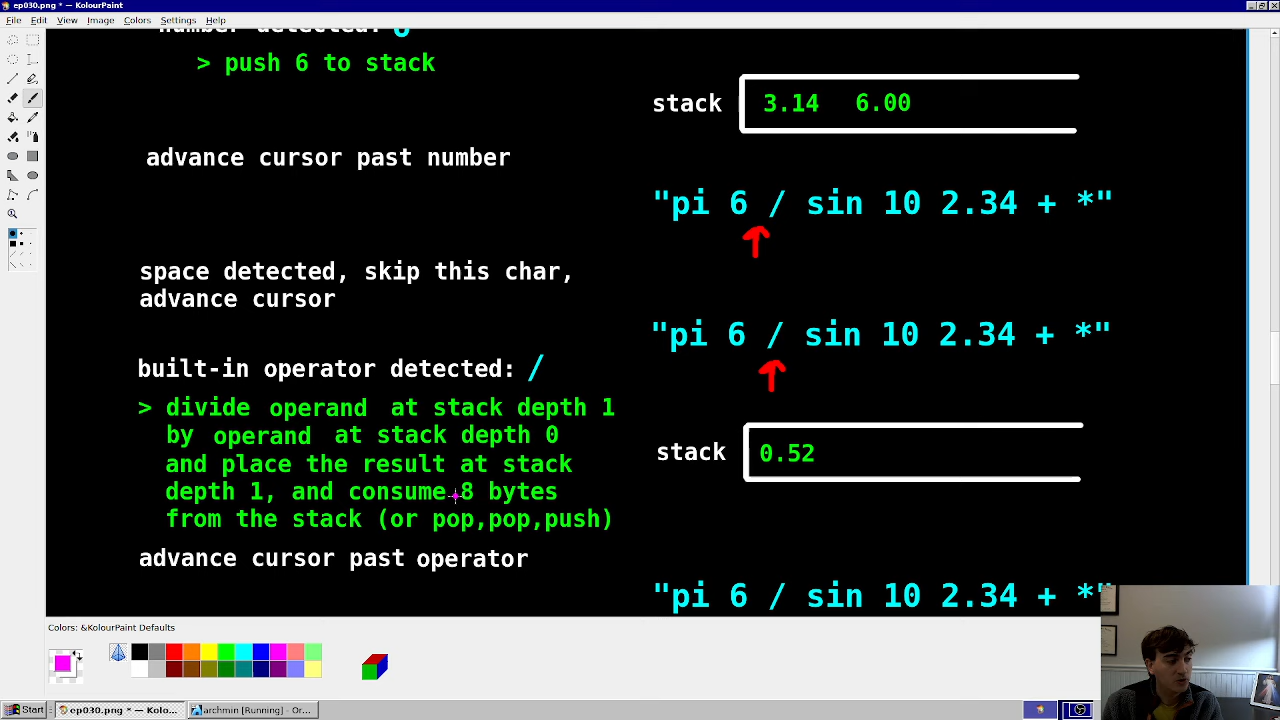 ep030.png * — KolourPaint
File Edit View Image Colors Settings Help
number detected: 6
> push 6 to stack
stack 3.14 6.00
advance cursor past number
"pi 6 / sin 10 2.34 + *"
space detected, skip this char,
advance cursor
"pi 6 / sin 10 2.34 + *"
built-in operator detected: /
> divide operand at stack depth 1
by operand at stack depth 0
and place the result at stack
depth 1, and consume 8 bytes
from the stack (or pop,pop,push)
stack 0.52
advance cursor past operator
"pi 6 / sin 10 2.34 + *"
Colors: &KolourPaint Defaults
Start ep030.png * — Kolo... archmin [Running] - Or...